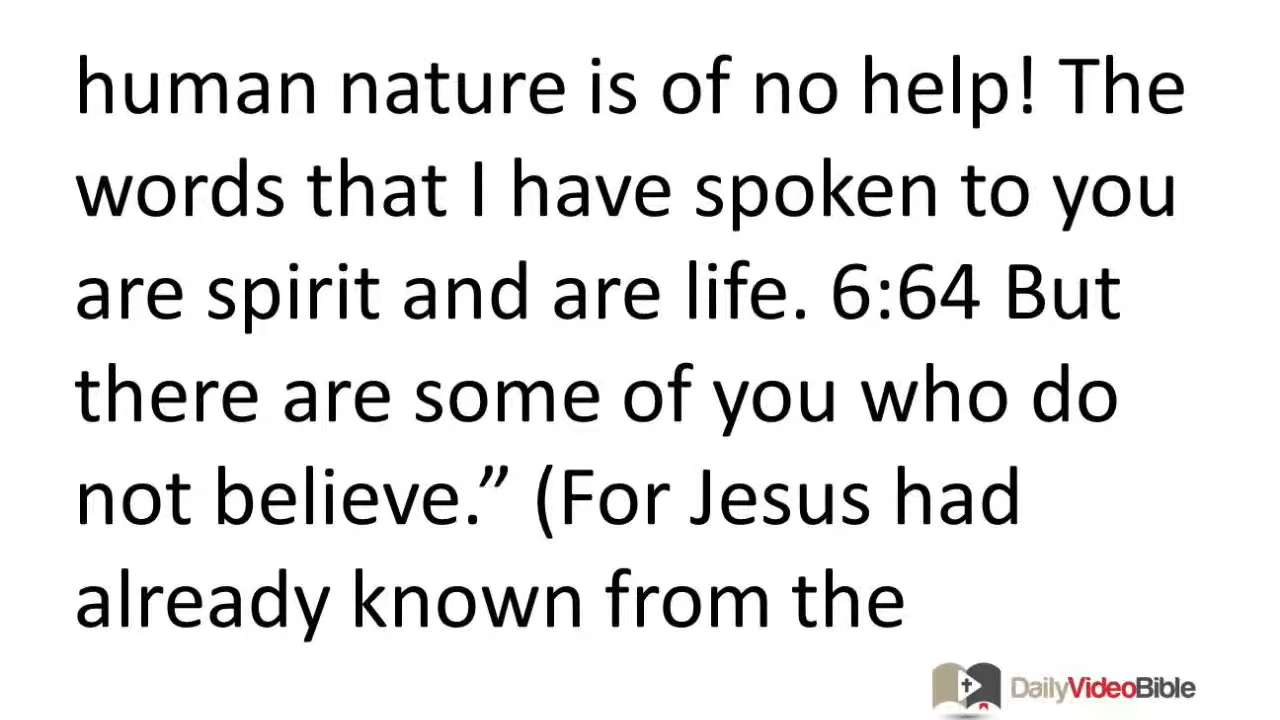 human nature is of no help! The
words that I have spoken to you
are spirit and are life. 6:64 But
there are some of you who do
not believe.” (For Jesus had
already known from the
DailyVideoBible